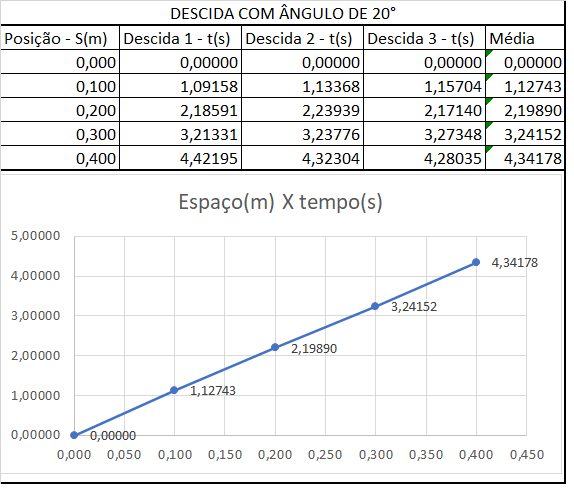 DESCIDA COM ÂNGULO DE 20°
Posição - S(m) Descida 1 - t(s) Descida 2 - t(s) Descida 3 - t(s) Média
0,000 0,00000 0,00000 0,00000 0,00000
0,100 1,09158 1,13368 1,15704 1,12743
0,200 2,18591 2,23939 2,17140 2,19890
0,300 3,21331 3,23776 3,27348 3,24152
0,400 4,42195 4,32304 4,28035 4,34178
Espaço(m) X tempo(s)
5,00000
4,00000
3,00000
2,00000
1,00000
0,00000
4,34178
3,24152
2,19890
1,12743
0,00000
0,000 0,050 0,100 0,150 0,200 0,250 0,300 0,350 0,400 0,450